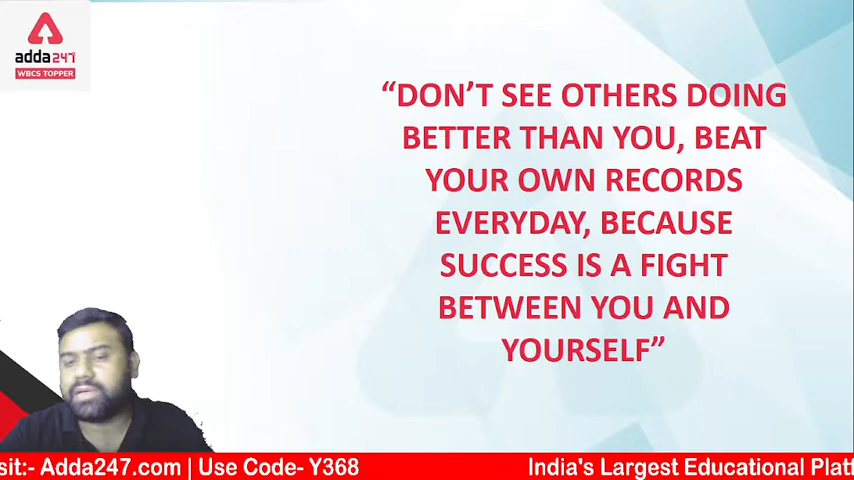 adda247
WBCS TOPPER
“DON’T SEE OTHERS DOING
BETTER THAN YOU, BEAT
YOUR OWN RECORDS
EVERYDAY, BECAUSE
SUCCESS IS A FIGHT
BETWEEN YOU AND
YOURSELF”
sit:- Adda247.com | Use Code- Y368
India's Largest Educational Platf